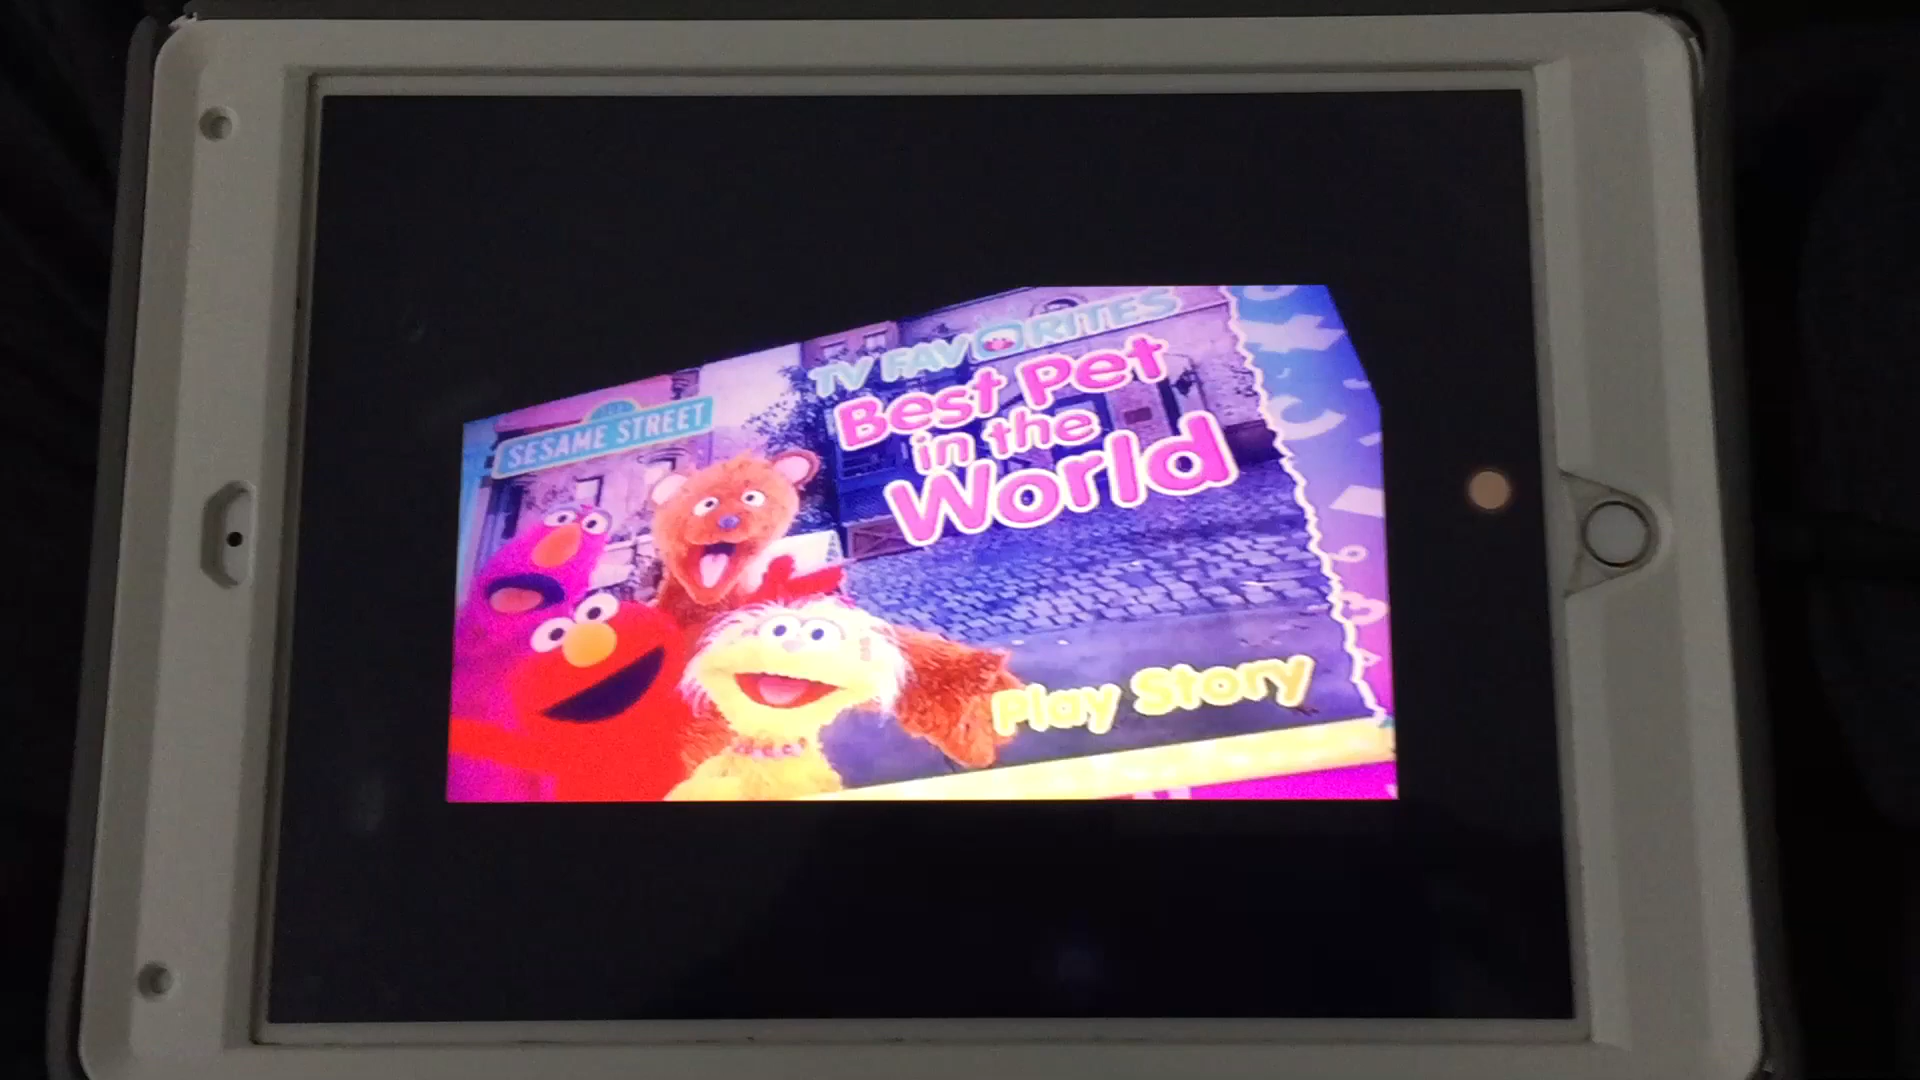 SESAME STREET
TV FAVORITES
Best Pet
in the
World
Play Story